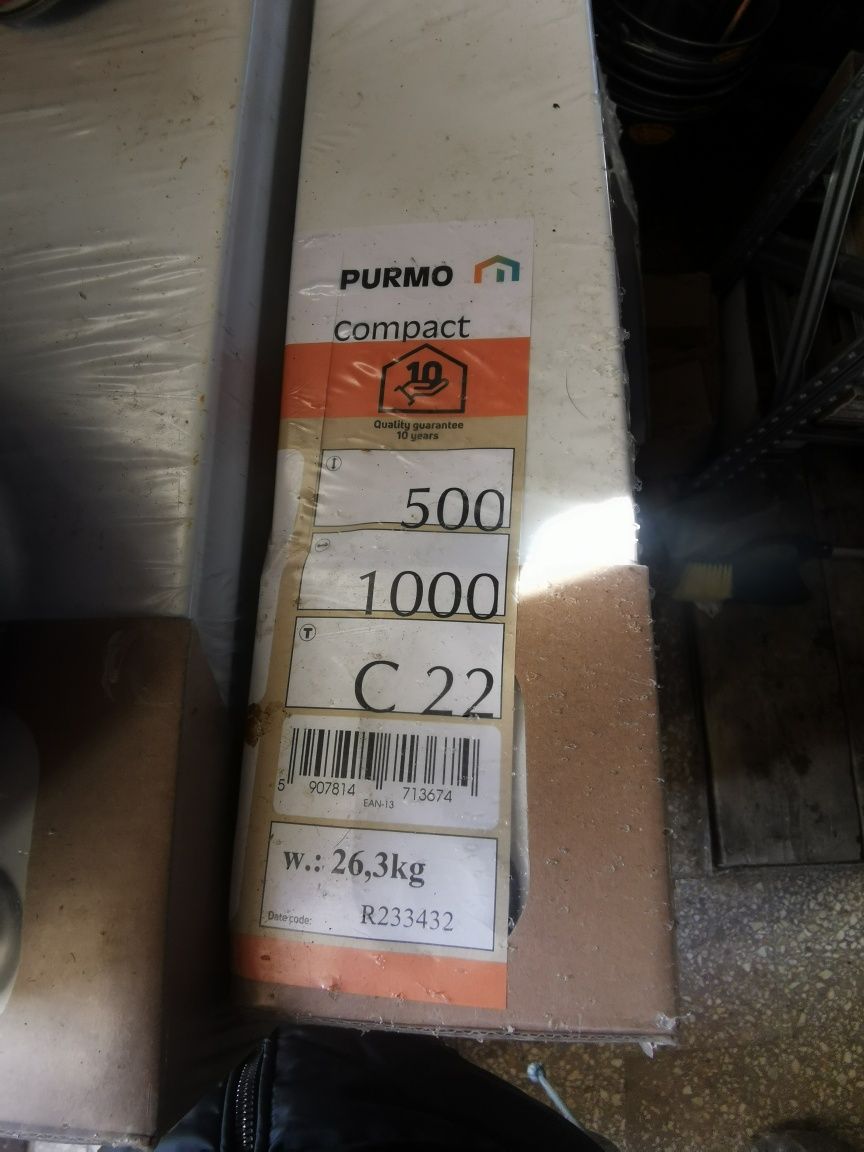 PURMO
compact
10
Quality guarantee
10 years
500
1000
T
C 22
5 907814 713674
EAN-13
w.: 26,3kg
Date code: R233432